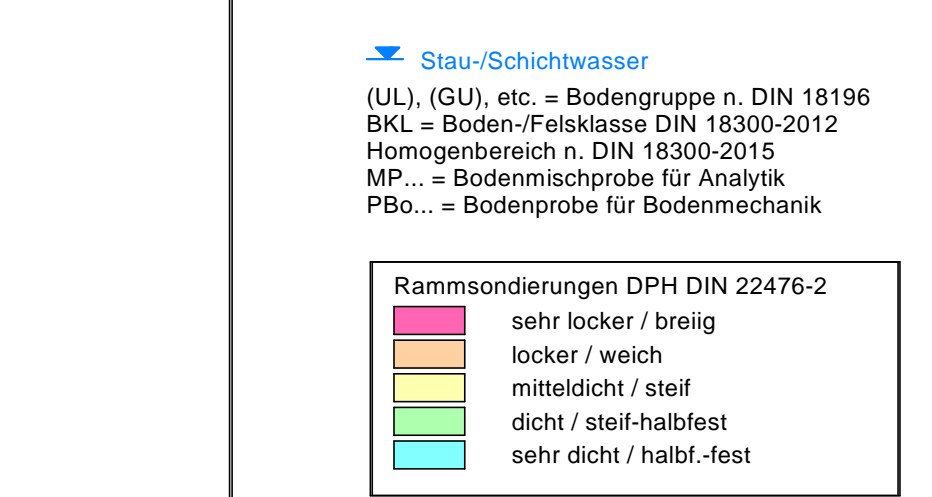 Stau-/Schichtwasser
(UL), (GU), etc. = Bodengruppe n. DIN 18196
BKL = Boden-/Felsklasse DIN 18300-2012
Homogenbereich n. DIN 18300-2015
MP... = Bodenmischprobe für Analytik
PBo... = Bodenprobe für Bodenmechanik
Rammsondierungen DPH DIN 22476-2
sehr locker / breiig
locker / weich
mitteldicht / steif
dicht / steif-halbfest
sehr dicht / halbf.-fest